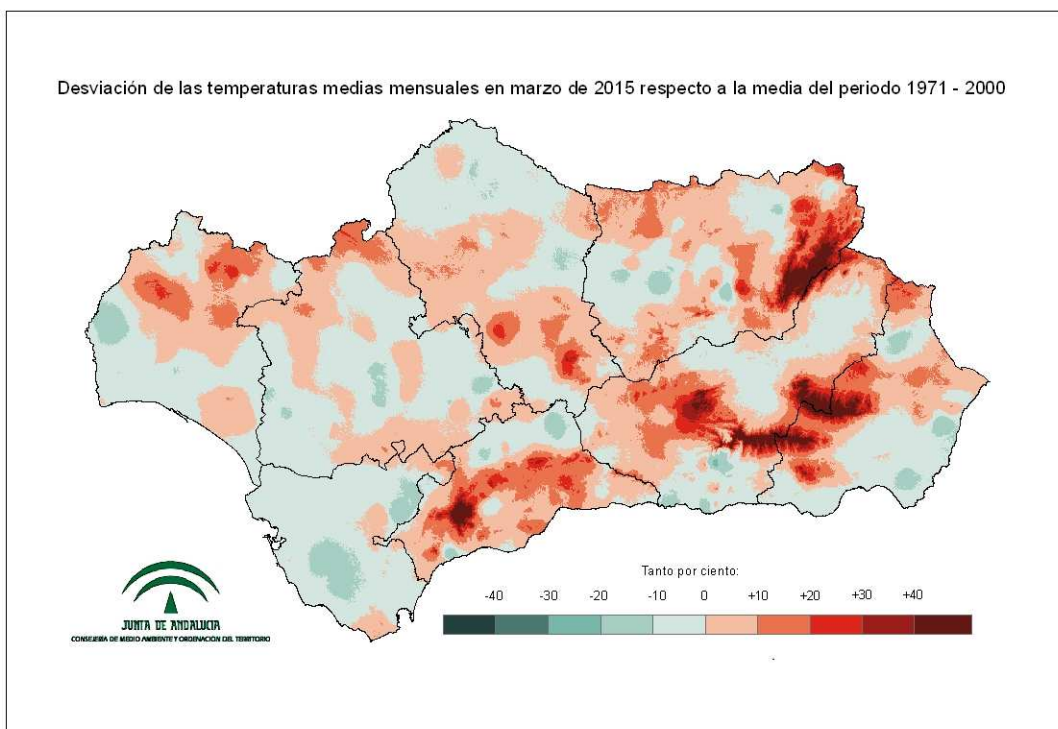 Desviación de las temperaturas medias mensuales en marzo de 2015 respecto a la media del periodo 1971 - 2000
Tanto por ciento:
-40 -30 -20 -10 0 +10 +20 +30 +40
JUNTA DE ANDALUCIA
CONSEJERÍA DE MEDIO AMBIENTE Y ORDENACIÓN DEL TERRITORIO